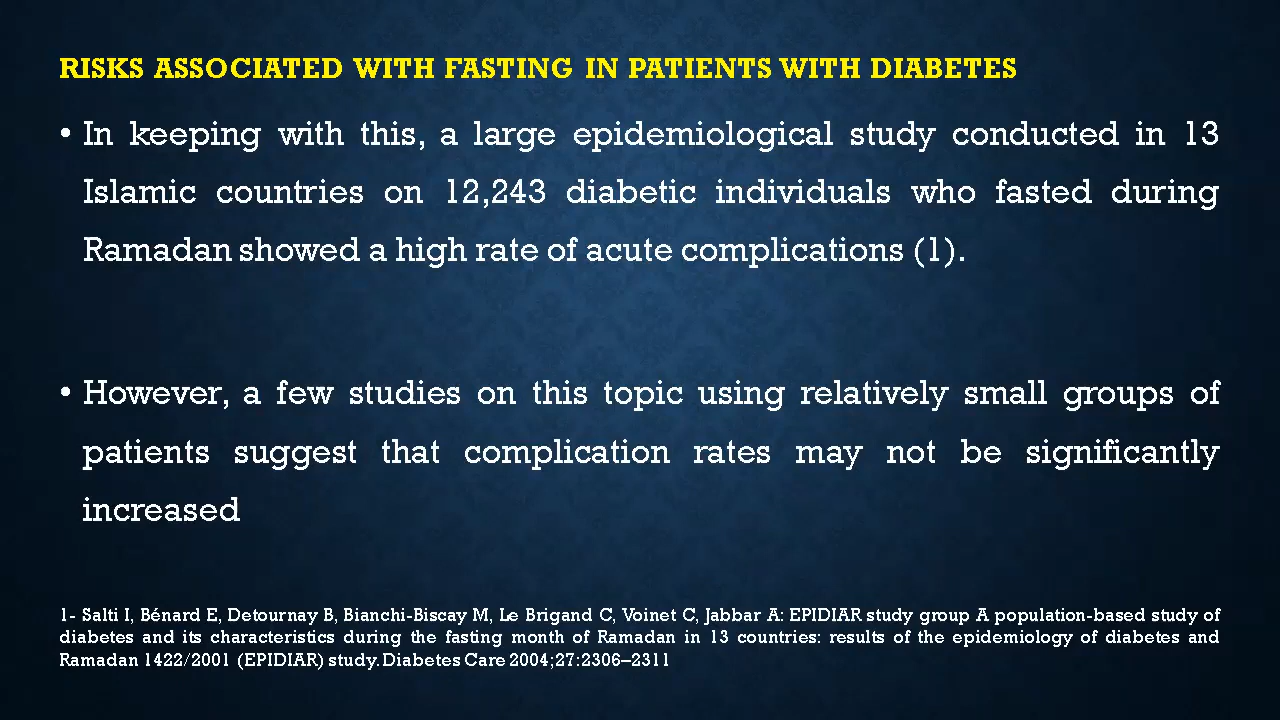 RISKS ASSOCIATED WITH FASTING IN PATIENTS WITH DIABETES
• In keeping with this, a large epidemiological study conducted in 13
Islamic countries on 12,243 diabetic individuals who fasted during
Ramadan showed a high rate of acute complications (1).
• However, a few studies on this topic using relatively small groups of
patients suggest that complication rates may not be significantly
increased
1- Salti I, Bénard E, Detournay B, Bianchi-Biscay M, Le Brigand C, Voinet C, Jabbar A: EPIDIAR study group A population-based study of
diabetes and its characteristics during the fasting month of Ramadan in 13 countries: results of the epidemiology of diabetes and
Ramadan 1422/2001 (EPIDIAR) study. Diabetes Care 2004;27:2306–2311